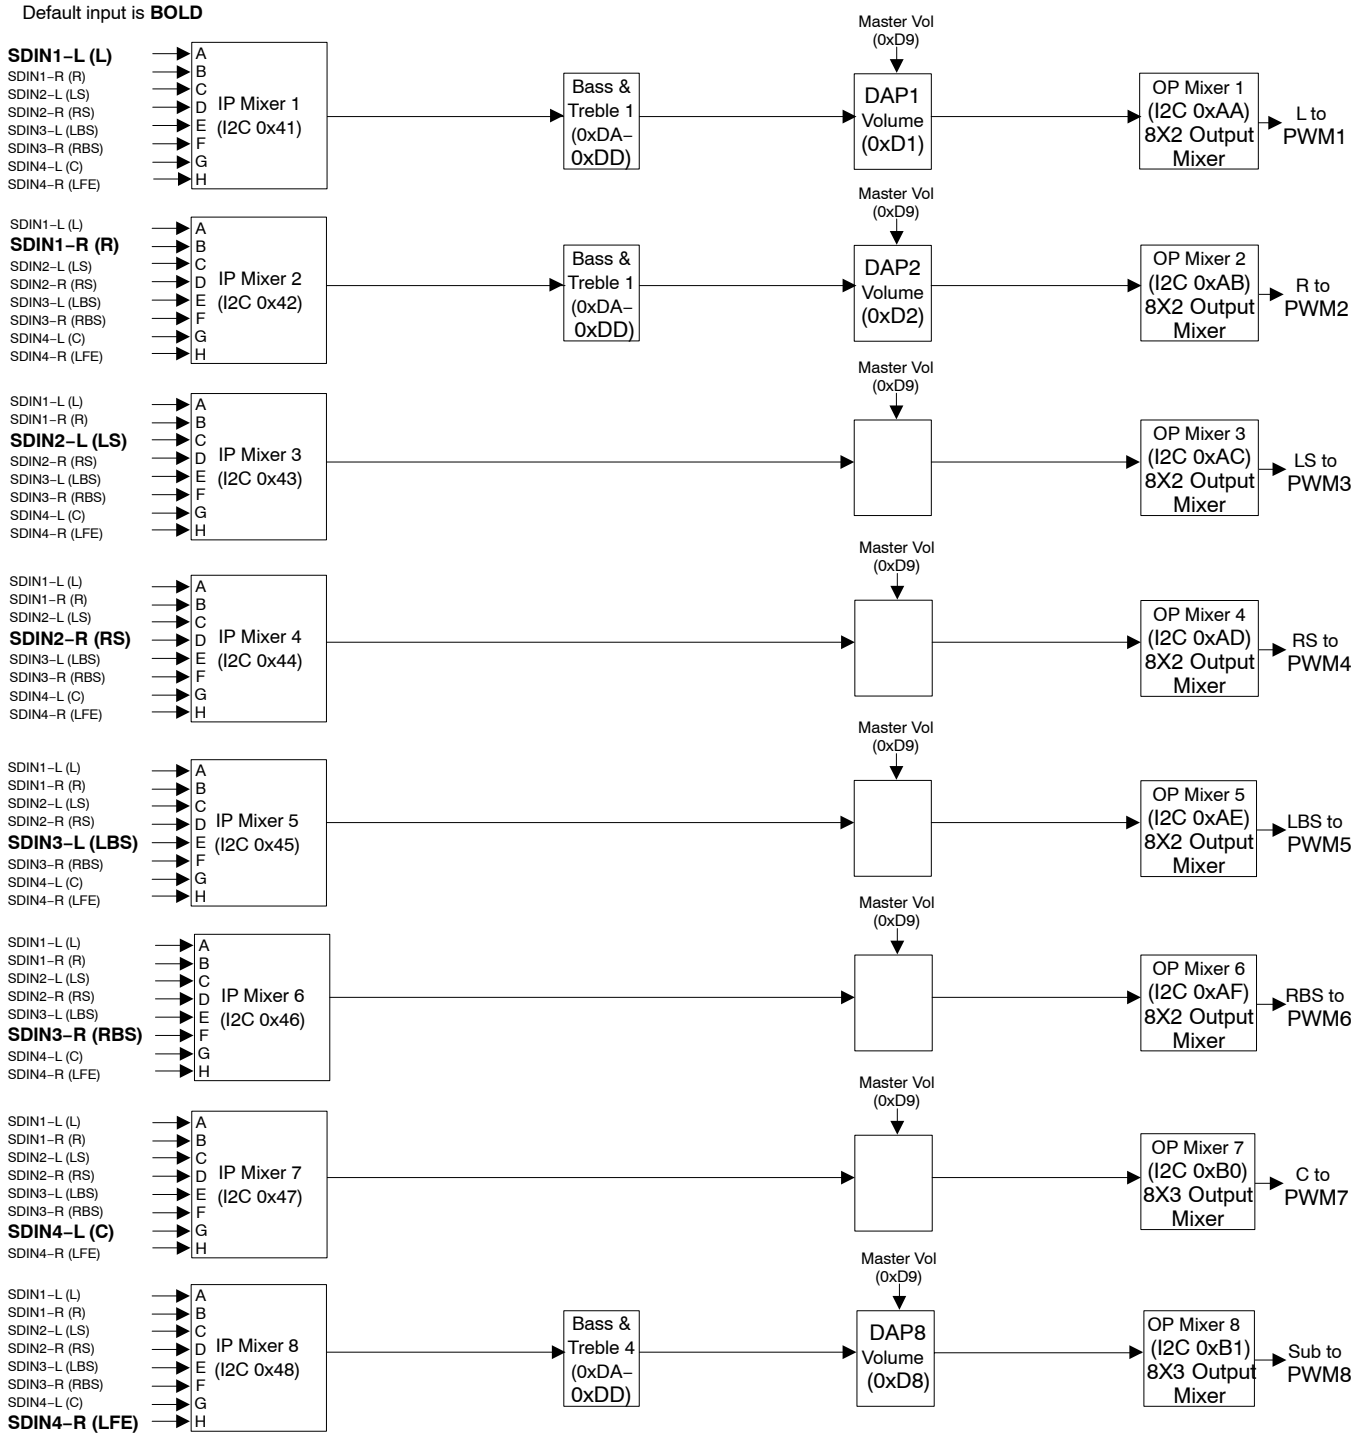 Default input is BOLD
SDIN1–L (L)
SDIN1–R (R)
SDIN2–L (LS)
SDIN2–R (RS)
SDIN3–L (LBS)
SDIN3–R (RBS)
SDIN4–L (C)
SDIN4–R (LFE)
A
B
C
D
E
F
G
H
IP Mixer 1
(I2C 0x41)
Bass &
Treble 1
(0xDA–
0xDD)
Master Vol
(0xD9)
DAP1
Volume
(0xD1)
OP Mixer 1
(I2C 0xAA)
8X2 Output
Mixer
L to
PWM1
SDIN1–L (L)
SDIN1–R (R)
SDIN2–L (LS)
SDIN2–R (RS)
SDIN3–L (LBS)
SDIN3–R (RBS)
SDIN4–L (C)
SDIN4–R (LFE)
A
B
C
D
E
F
G
H
IP Mixer 2
(I2C 0x42)
Bass &
Treble 1
(0xDA–
0xDD)
Master Vol
(0xD9)
DAP2
Volume
(0xD2)
OP Mixer 2
(I2C 0xAB)
8X2 Output
Mixer
R to
PWM2
SDIN1–L (L)
SDIN1–R (R)
SDIN2–L (LS)
SDIN2–R (RS)
SDIN3–L (LBS)
SDIN3–R (RBS)
SDIN4–L (C)
SDIN4–R (LFE)
A
B
C
D
E
F
G
H
IP Mixer 3
(I2C 0x43)
Master Vol
(0xD9)
OP Mixer 3
(I2C 0xAC)
8X2 Output
Mixer
LS to
PWM3
SDIN1–L (L)
SDIN1–R (R)
SDIN2–L (LS)
SDIN2–R (RS)
SDIN3–L (LBS)
SDIN3–R (RBS)
SDIN4–L (C)
SDIN4–R (LFE)
A
B
C
D
E
F
G
H
IP Mixer 4
(I2C 0x44)
Master Vol
(0xD9)
OP Mixer 4
(I2C 0xAD)
8X2 Output
Mixer
RS to
PWM4
SDIN1–L (L)
SDIN1–R (R)
SDIN2–L (LS)
SDIN2–R (RS)
SDIN3–L (LBS)
SDIN3–R (RBS)
SDIN4–L (C)
SDIN4–R (LFE)
A
B
C
D
E
F
G
H
IP Mixer 5
(I2C 0x45)
Master Vol
(0xD9)
OP Mixer 5
(I2C 0xAE)
8X2 Output
Mixer
LBS to
PWM5
SDIN1–L (L)
SDIN1–R (R)
SDIN2–L (LS)
SDIN2–R (RS)
SDIN3–L (LBS)
SDIN3–R (RBS)
SDIN4–L (C)
SDIN4–R (LFE)
A
B
C
D
E
F
G
H
IP Mixer 6
(I2C 0x46)
Master Vol
(0xD9)
OP Mixer 6
(I2C 0xAF)
8X2 Output
Mixer
RBS to
PWM6
SDIN1–L (L)
SDIN1–R (R)
SDIN2–L (LS)
SDIN2–R (RS)
SDIN3–L (LBS)
SDIN3–R (RBS)
SDIN4–L (C)
SDIN4–R (LFE)
A
B
C
D
E
F
G
H
IP Mixer 7
(I2C 0x47)
Master Vol
(0xD9)
OP Mixer 7
(I2C 0xB0)
8X3 Output
Mixer
C to
PWM7
SDIN1–L (L)
SDIN1–R (R)
SDIN2–L (LS)
SDIN2–R (RS)
SDIN3–L (LBS)
SDIN3–R (RBS)
SDIN4–L (C)
SDIN4–R (LFE)
A
B
C
D
E
F
G
H
IP Mixer 8
(I2C 0x48)
Bass &
Treble 4
(0xDA–
0xDD)
Master Vol
(0xD9)
DAP8
Volume
(0xD8)
OP Mixer 8
(I2C 0xB1)
8X3 Output
Mixer
Sub to
PWM8